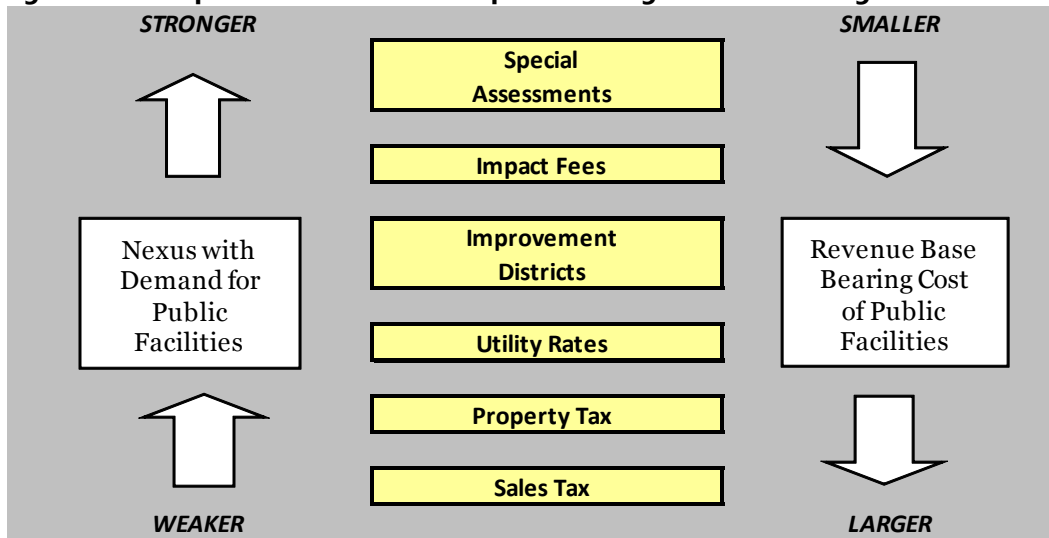 STRONGER
SMALLER
Special
Assessments
Impact Fees
Improvement
Districts
Utility Rates
Property Tax
Sales Tax
Nexus with
Demand for
Public
Facilities
Revenue Base
Bearing Cost
of Public
Facilities
WEAKER
LARGER